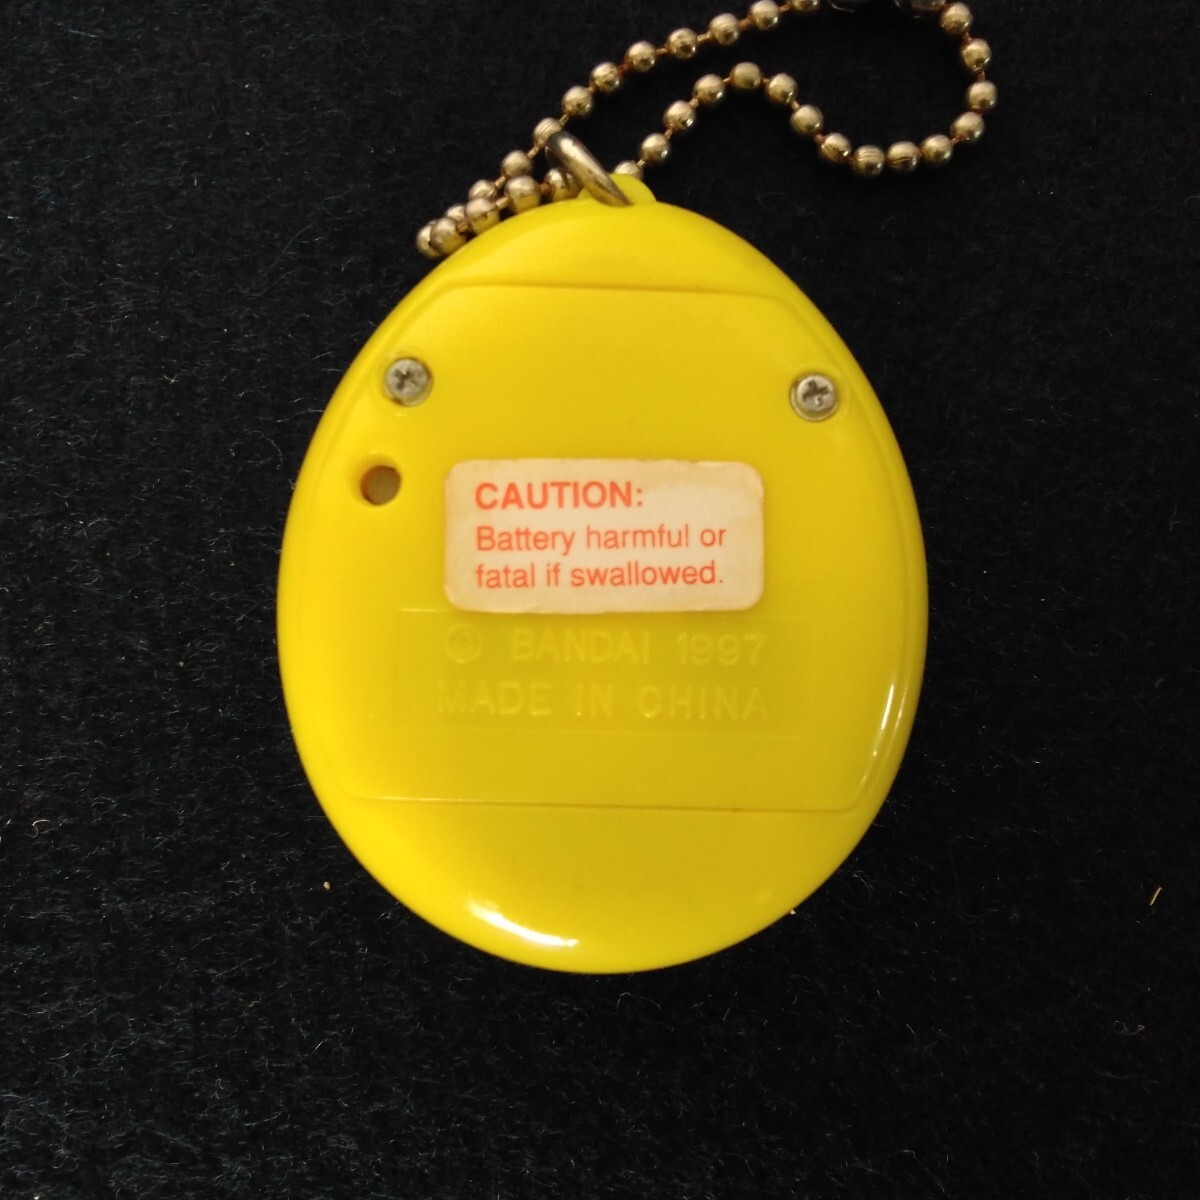 CAUTION:
Battery harmful or
fatal if swallowed.
© BANDAI 1997
MADE IN CHINA